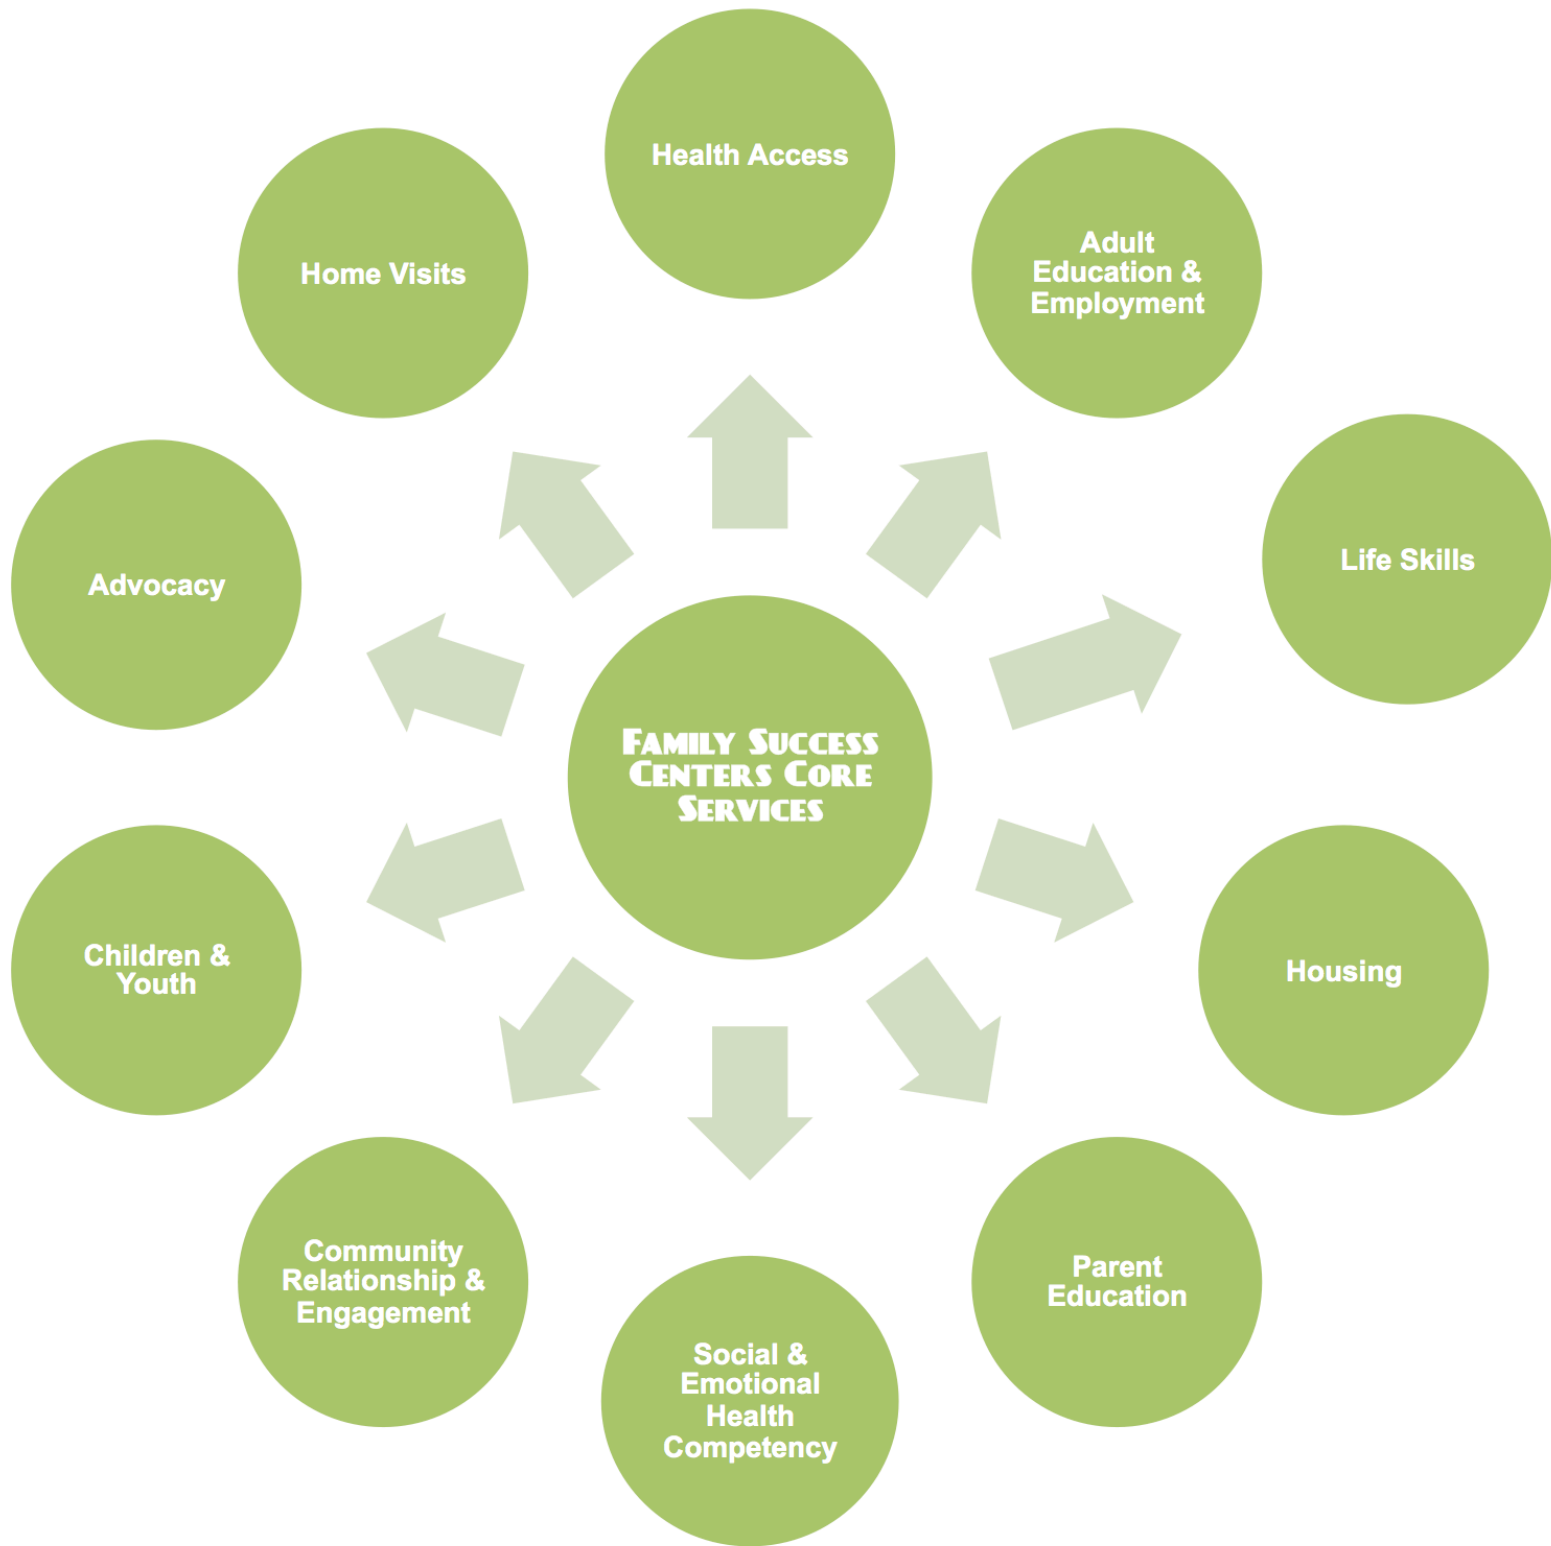 Health Access
Adult
Education &
Employment
Life Skills
Housing
Parent
Education
Social &
Emotional
Health
Competency
Community
Relationship &
Engagement
Children &
Youth
Advocacy
Home Visits
Family Success
Centers Core
Services